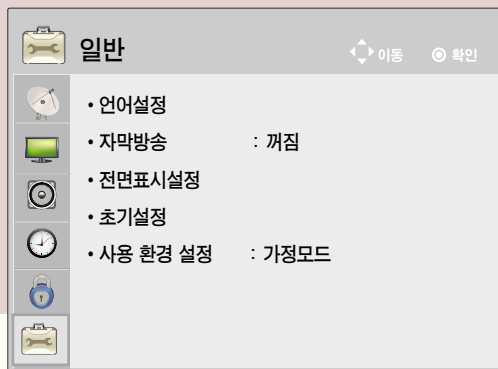 일반 이동 확인
• 언어설정
• 자막방송 : 꺼짐
• 전면표시설정
• 초기설정
• 사용 환경 설정 : 가정모드